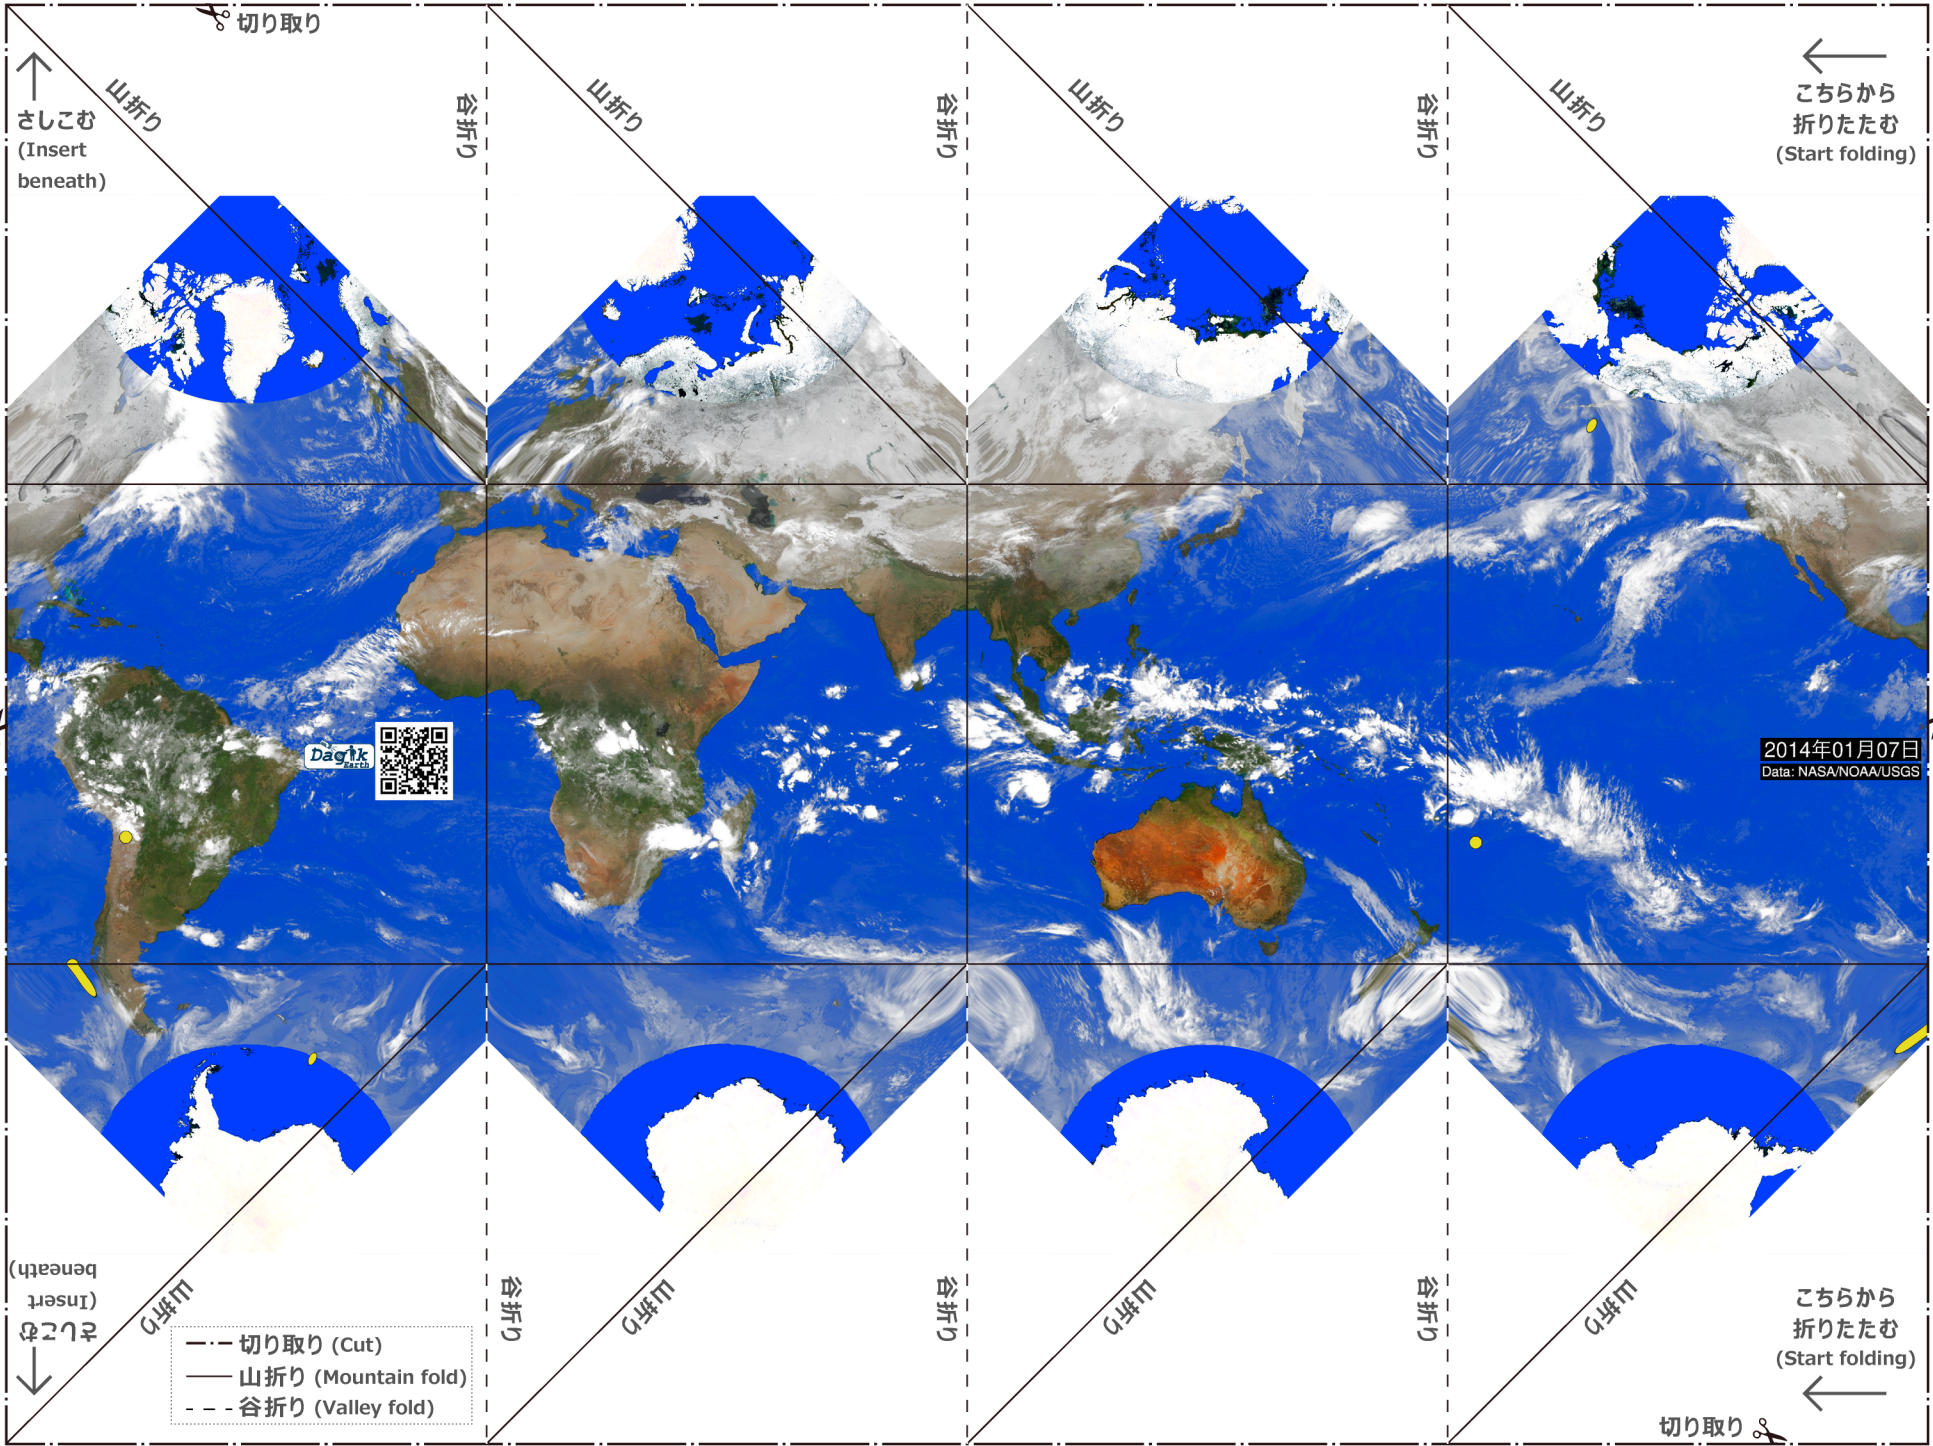 切り取り
山折り
谷折り
山折り
谷折り
山折り
谷折り
山折り
さしこむ
(Insert
beneath)
こちらから
折りたたむ
(Start folding)
Dagik
Earth
2014年01月07日
Data: NASA/NOAA/USGS
さしこむ
(Insert
beneath)
山折り
谷折り
山折り
谷折り
山折り
谷折り
山折り
こちらから
折りたたむ
(Start folding)
切り取り (Cut)
山折り (Mountain fold)
谷折り (Valley fold)
切り取り